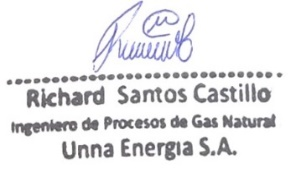 Richard Santos Castillo
Ingeniero de Procesos de Gas Natural
Unna Energia S.A.